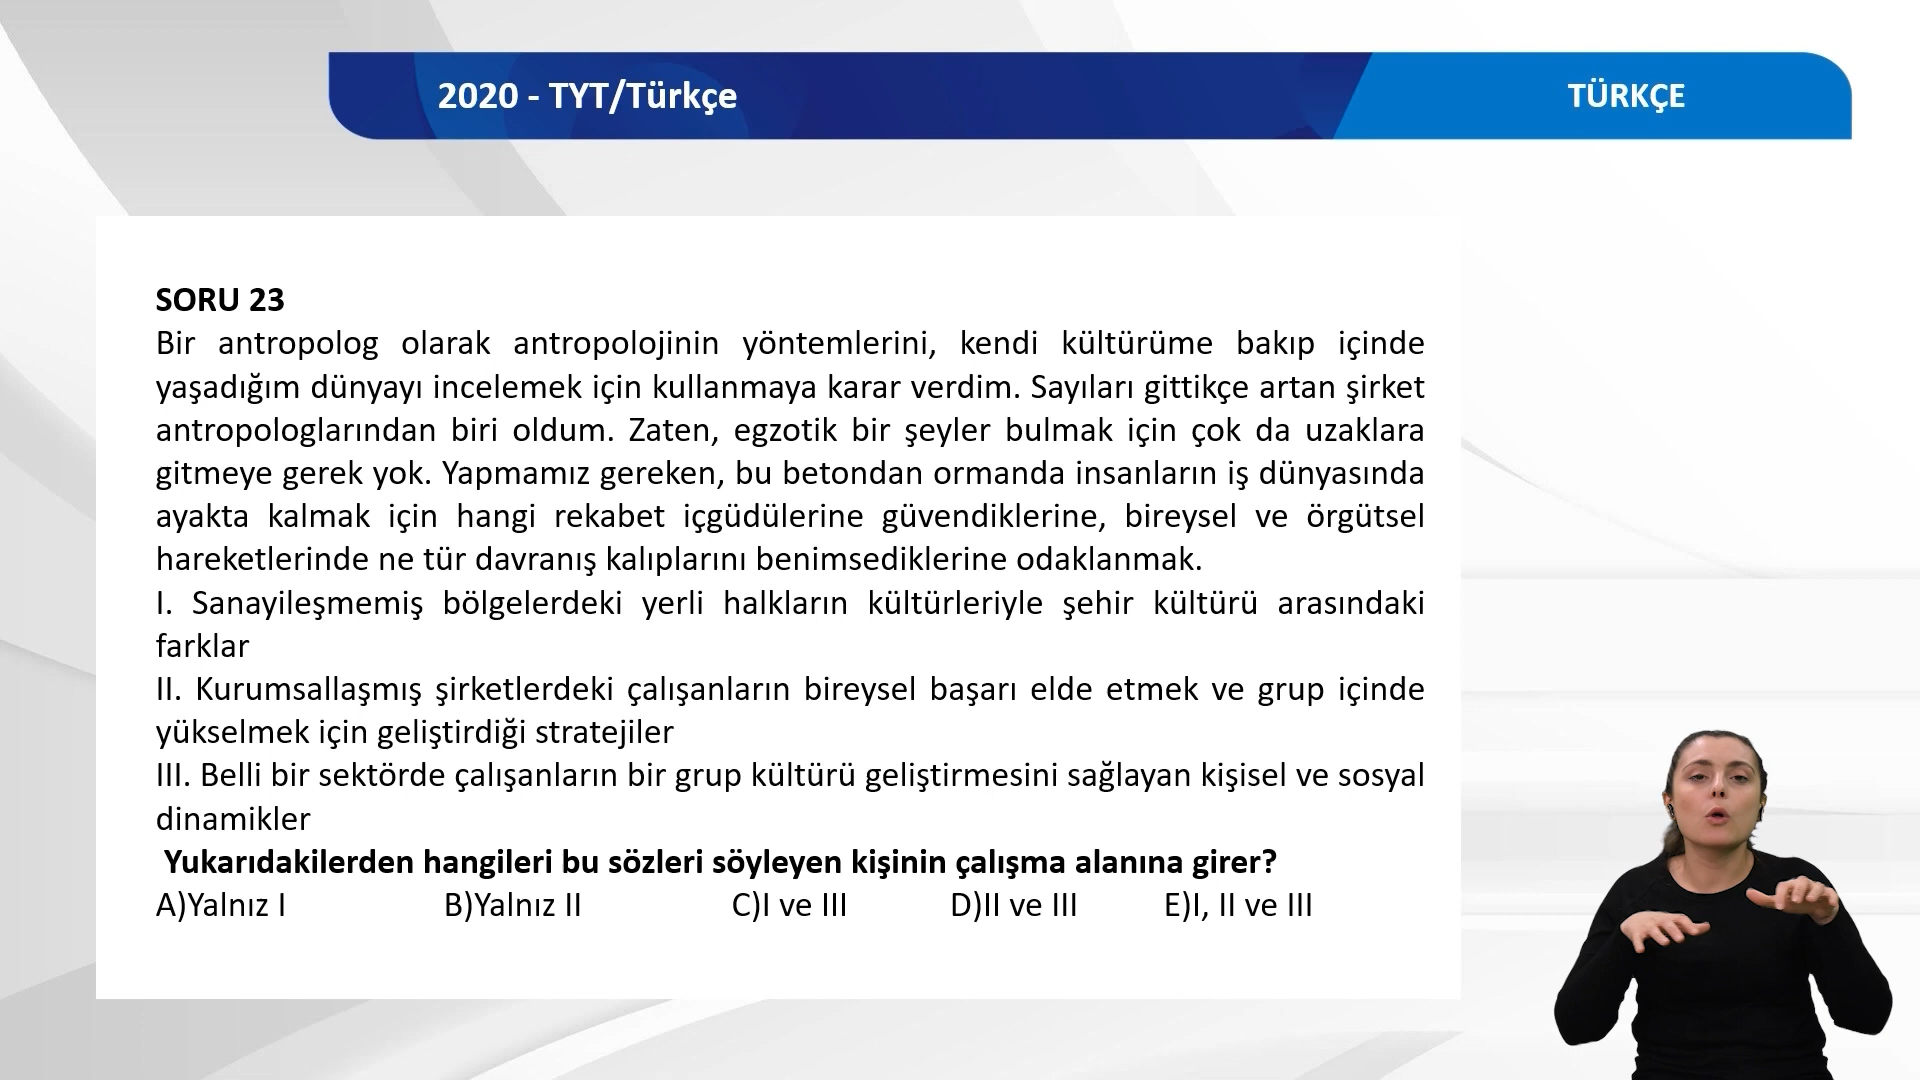 2020 - TYT/Türkçe
TÜRKÇE
SORU 23
Bir antropolog olarak antropolojinin yöntemlerini, kendi kültürüme bakıp içinde
yaşadığım dünyayı incelemek için kullanmaya karar verdim. Sayıları gittikçe artan şirket
antropologlarından biri oldum. Zaten, egzotik bir şeyler bulmak için çok da uzaklara
gitmeye gerek yok. Yapmamız gereken, bu betondan ormanda insanların iş dünyasında
ayakta kalmak için hangi rekabet içgüdülerine güvendiklerine, bireysel ve örgütsel
hareketlerinde ne tür davranış kalıplarını benimsediklerine odaklanmak.
I. Sanayileşmemiş bölgelerdeki yerli halkların kültürleriyle şehir kültürü arasındaki
farklar
II. Kurumsallaşmış şirketlerdeki çalışanların bireysel başarı elde etmek ve grup içinde
yükselmek için geliştirdiği stratejiler
III. Belli bir sektörde çalışanların bir grup kültürü geliştirmesini sağlayan kişisel ve sosyal
dinamikler
Yukarıdakilerden hangileri bu sözleri söyleyen kişinin çalışma alanına girer?
A)Yalnız I B)Yalnız II C)I ve III D)II ve III E)I, II ve III